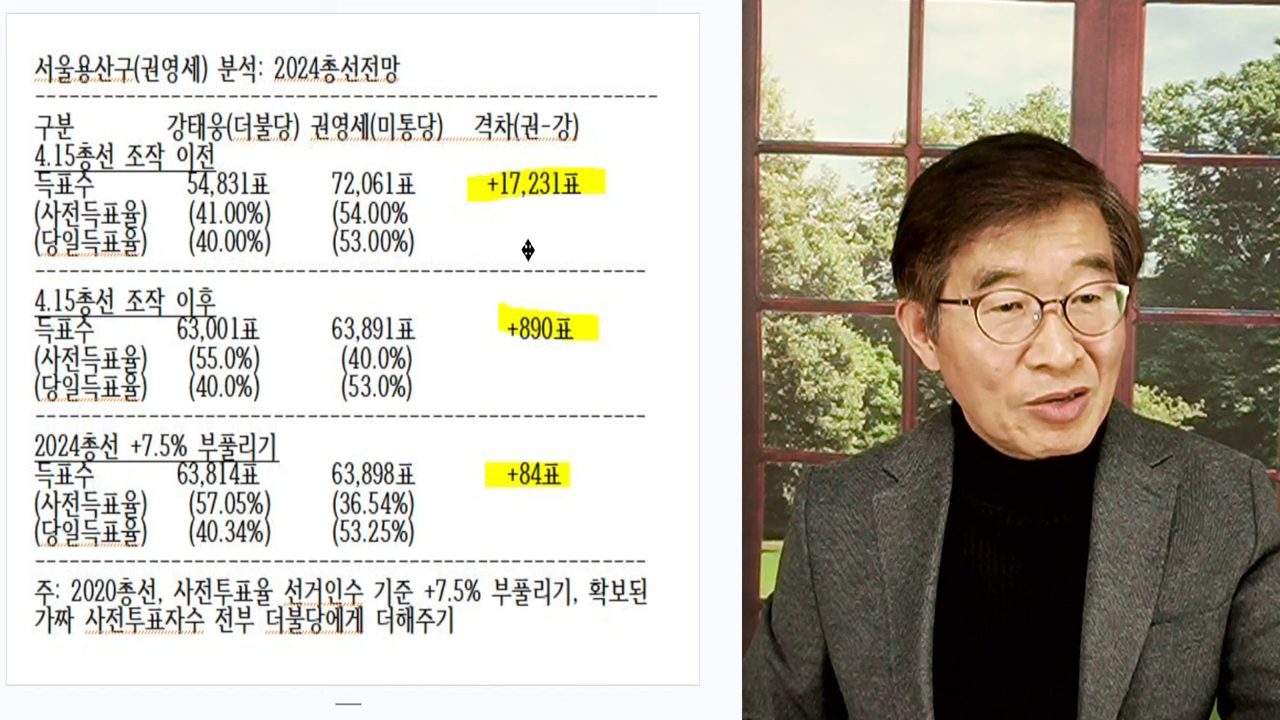 서울용산구(권영세) 분석: 2024총선전망
구분 강태웅(더불당) 권영세(미통당) 격차(권-강)
4.15총선 조작 이전
득표수 54,831표 72,061표 +17,231표
(사전득표율) (41.00%) (54.00%
(당일득표율) (40.00%) (53.00%)
4.15총선 조작 이후
득표수 63,001표 63,891표 +890표
(사전득표율) (55.0%) (40.0%)
(당일득표율) (40.0%) (53.0%)
2024총선 +7.5% 부풀리기
득표수 63,814표 63,898표 +84표
(사전득표율) (57.05%) (36.54%)
(당일득표율) (40.34%) (53.25%)
주: 2020총선, 사전투표율 선거인수 기준 +7.5% 부풀리기, 확보된
가짜 사전투표자수 전부 더불당에게 더해주기